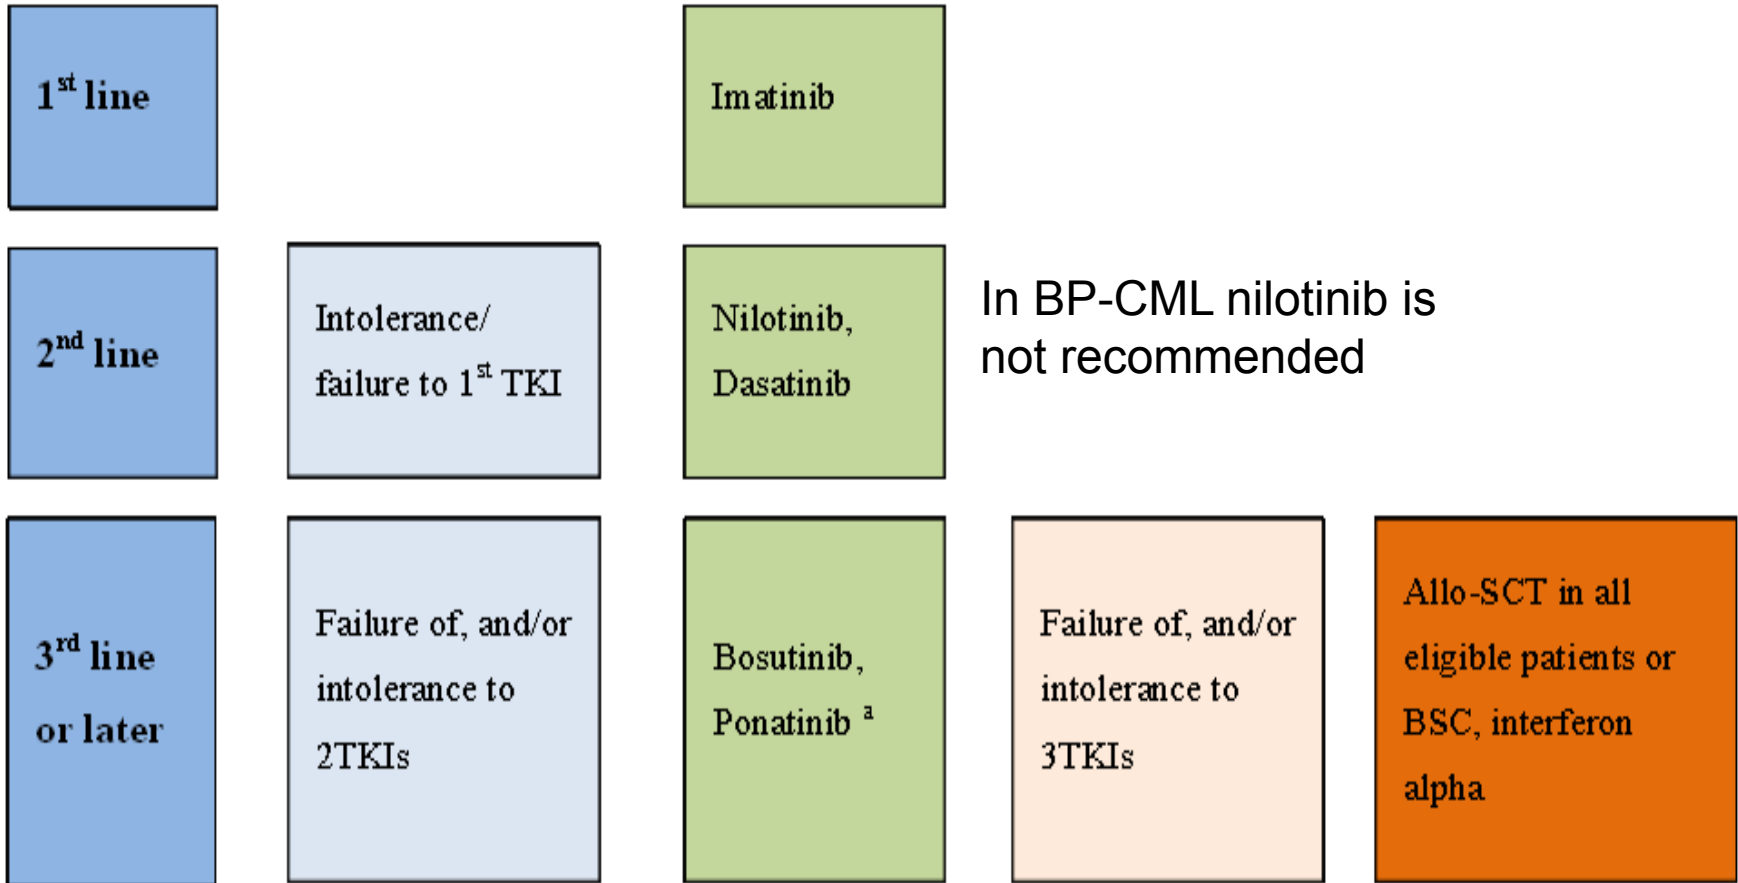 1st line
Imatinib
2nd line
Intolerance/
failure to 1st TKI
Nilotinib,
Dasatinib
In BP-CML nilotinib is
not recommended
3rd line
or later
Failure of, and/or
intolerance to
2TKIs
Bosutinib,
Ponatinib a
Failure of, and/or
intolerance to
3TKIs
Allo-SCT in all
eligible patients or
BSC, interferon
alpha